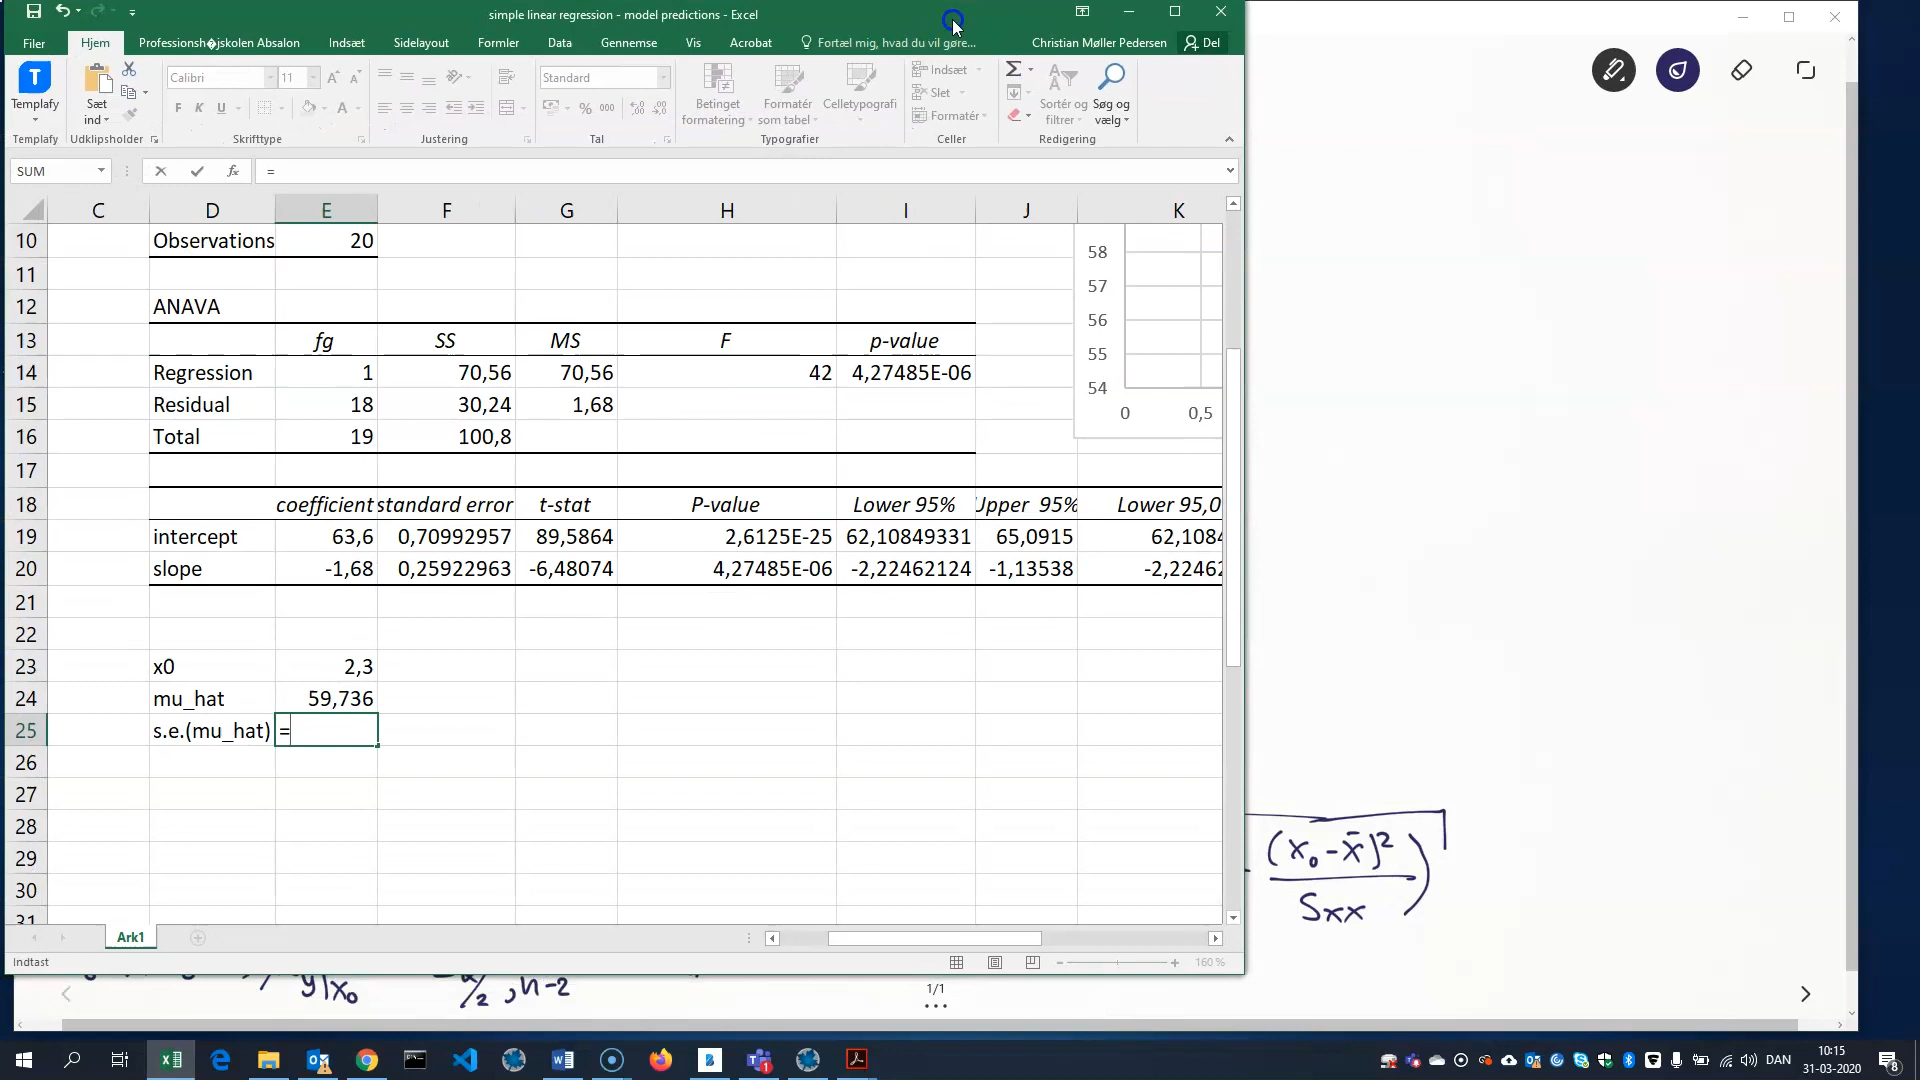 simple linear regression - model predictions - Excel
Filer Hjem Professionsh�jskolen Absalon Indsæt Sidelayout Formler Data Gennemse Vis Acrobat Fortæl mig, hvad du vil gøre... Christian Møller Pedersen Del
Templafy
Sæt ind
Calibri 11
F K U
Standard
% 000
Betinget formatering
Formatér som tabel
Celletypografi
Indsæt
Slet
Formatér
Sortér og filtrer
Søg og vælg
Templafy Udklipsholder Skrifttype Justering Tal Typografier Celler Redigering
SUM fx =
C D E F G H I J K
10 Observations 20
11
12 ANAVA
13 fg SS MS F p-value
14 Regression 1 70,56 70,56 42 4,27485E-06
15 Residual 18 30,24 1,68
16 Total 19 100,8
17
18 coefficient standard error t-stat P-value Lower 95% Upper 95% Lower 95,0
19 intercept 63,6 0,70992957 89,5864 2,6125E-25 62,10849331 65,0915 62,1084
20 slope -1,68 0,25922963 -6,48074 4,27485E-06 -2,22462124 -1,13538 -2,2246
21
22
23 x0 2,3
24 mu_hat 59,736
25 s.e.(mu_hat) =
26
27
28
29
30
31
58
57
56
55
54
0 0,5
(x₀-x̄)²
Sxx
Ark1
Indtast
160 %
y|x₀ α/2, n-2
1/1
DAN
10:15
31-03-2020
8